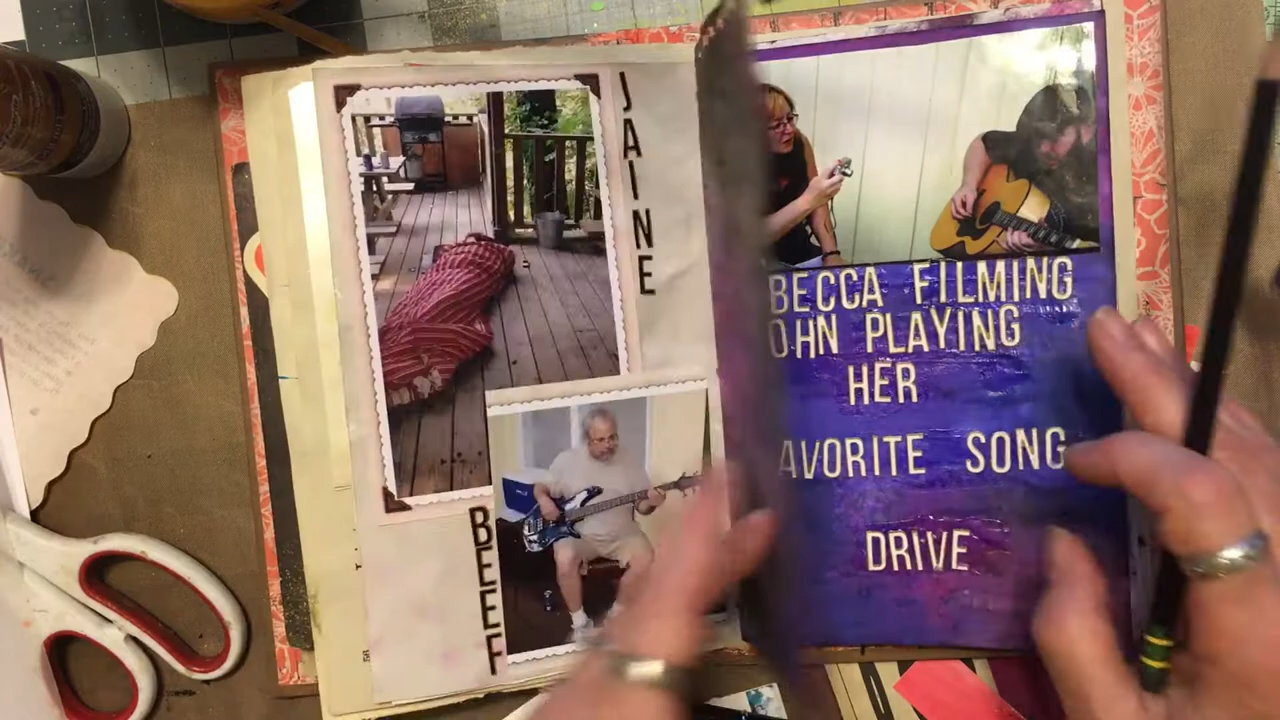 JAINE
BEEF
BECCA FILMING
OHN PLAYING
HER
AVORITE SONG
DRIVE